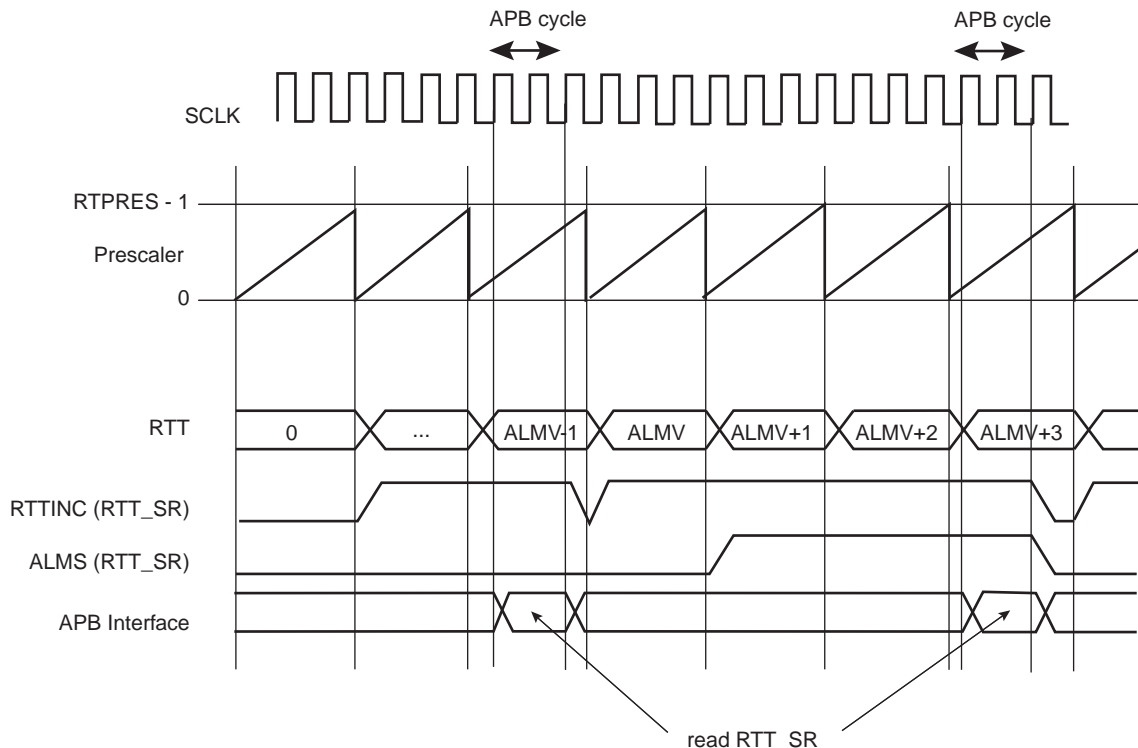 APB cycle APB cycle
SCLK
RTPRES - 1
Prescaler
0
RTT 0 ... ALMV-1 ALMV ALMV+1 ALMV+2 ALMV+3
RTTINC (RTT_SR)
ALMS (RTT_SR)
APB Interface
read RTT_SR